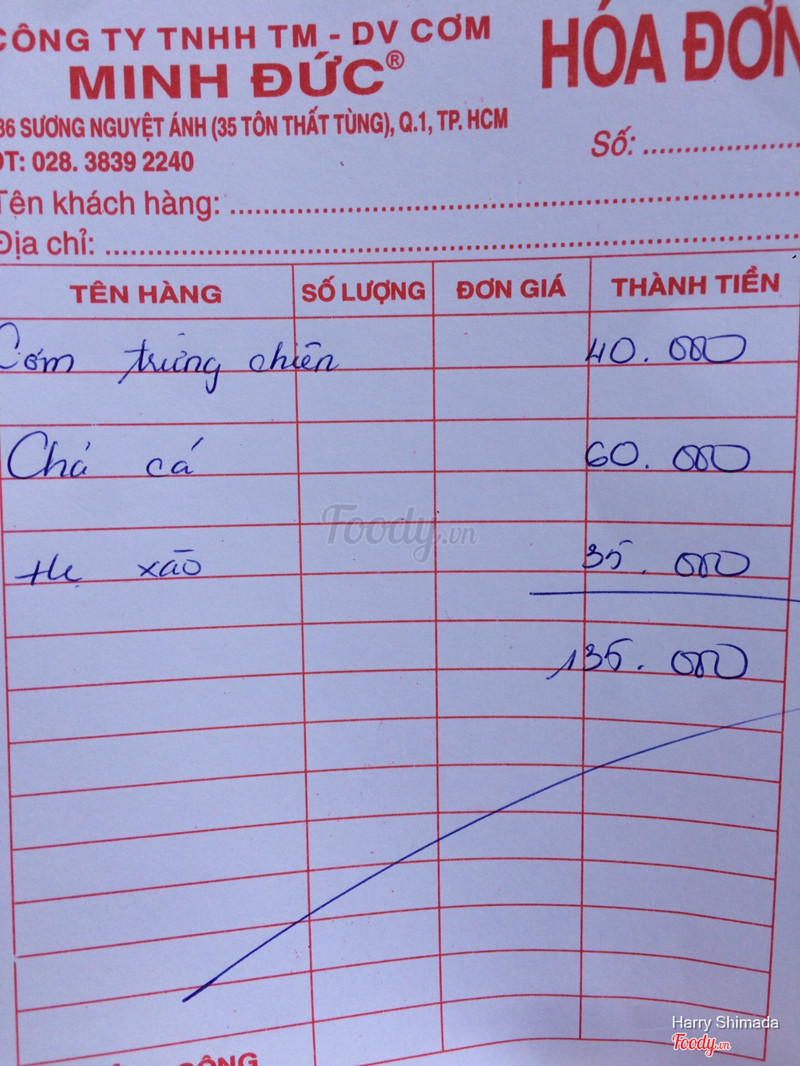 CÔNG TY TNHH TM - DV CƠM
MINH ĐỨC®
HÓA ĐƠN
36 SƯƠNG NGUYỆT ÁNH (35 TÔN THẤT TÙNG), Q.1, TP. HCM
Số:
ĐT: 028. 3839 2240
Tên khách hàng:
Địa chỉ:
TÊN HÀNG SỐ LƯỢNG ĐƠN GIÁ THÀNH TIỀN
Cơm trứng chiên 40.000
Chả cá 60.000
Foody.vn
Hẹ xào 35.000
135.000
CỘNG
Harry Shimada
Foody.vn